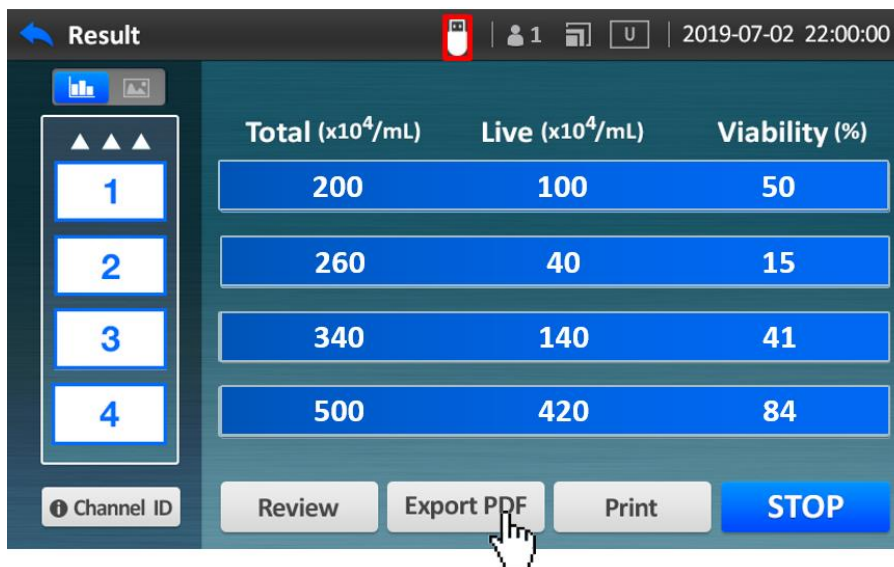 Result 1 U 2019-07-02 22:00:00
Total (x10⁴/mL) Live (x10⁴/mL) Viability (%)
1 200 100 50
2 260 40 15
3 340 140 41
4 500 420 84
Channel ID Review Export PDF Print STOP